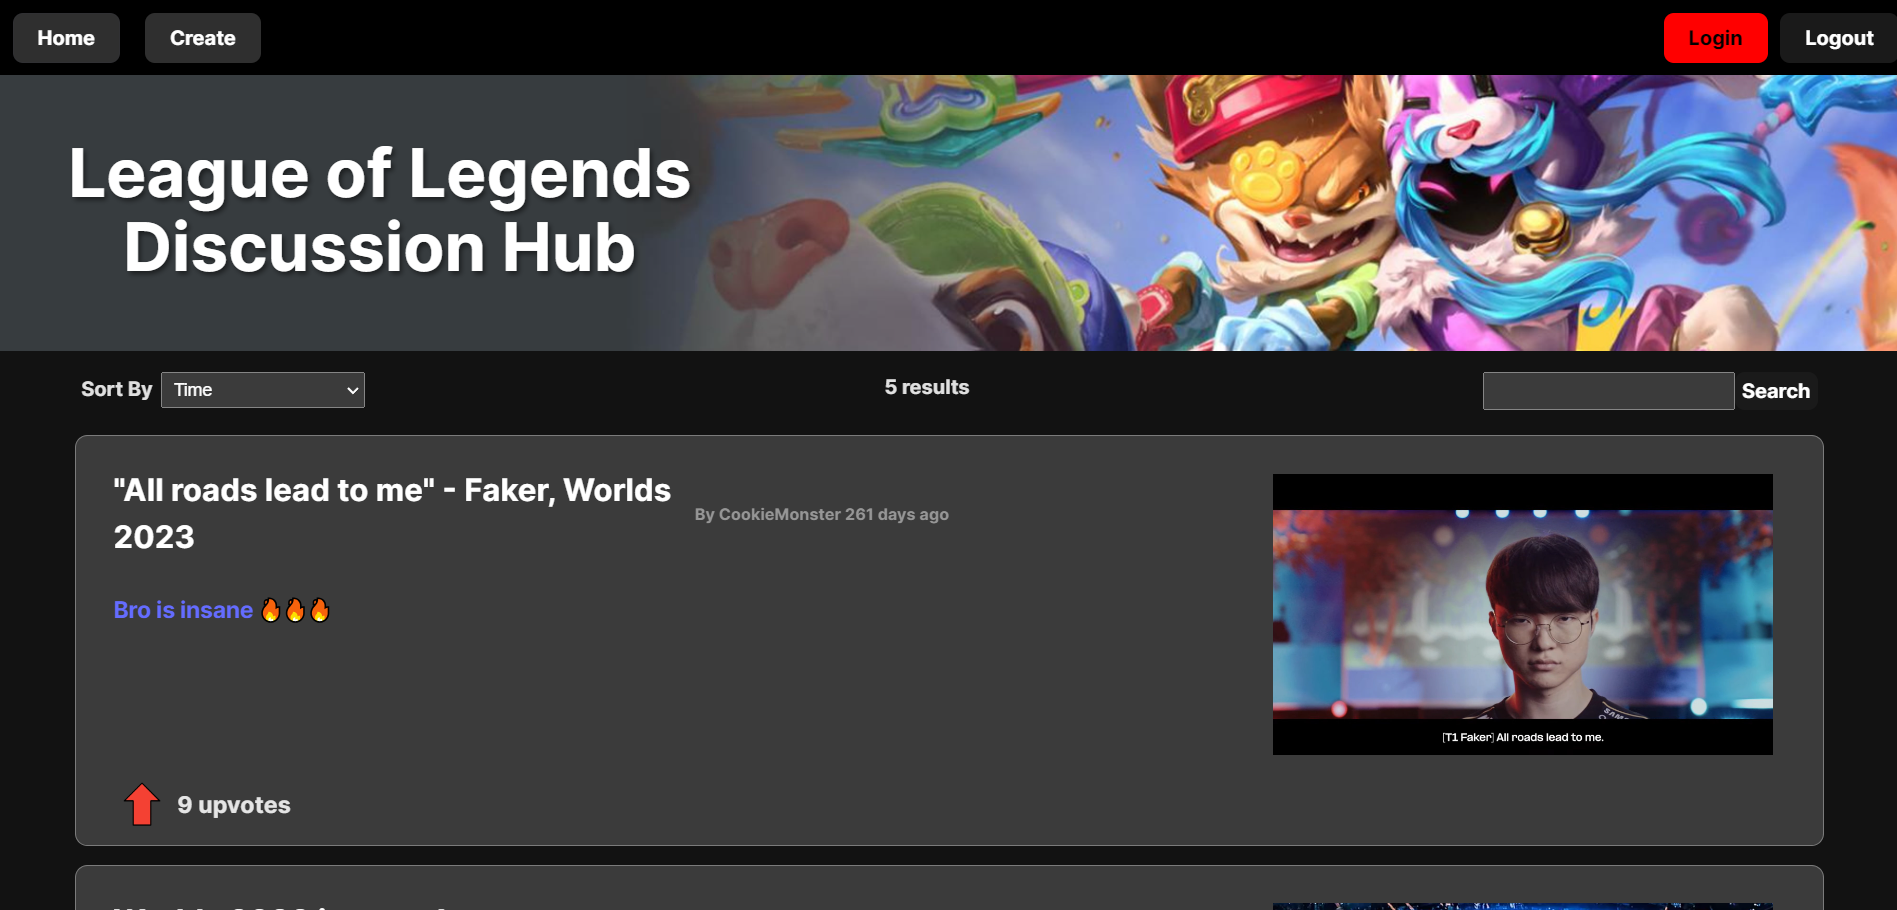 Home
Create
Login
Logout
League of Legends
Discussion Hub
Sort By
Time
5 results
Search
"All roads lead to me" - Faker, Worlds
2023
By CookieMonster 261 days ago
Bro is insane 🔥🔥🔥
[T1 Faker] All roads lead to me.
9 upvotes